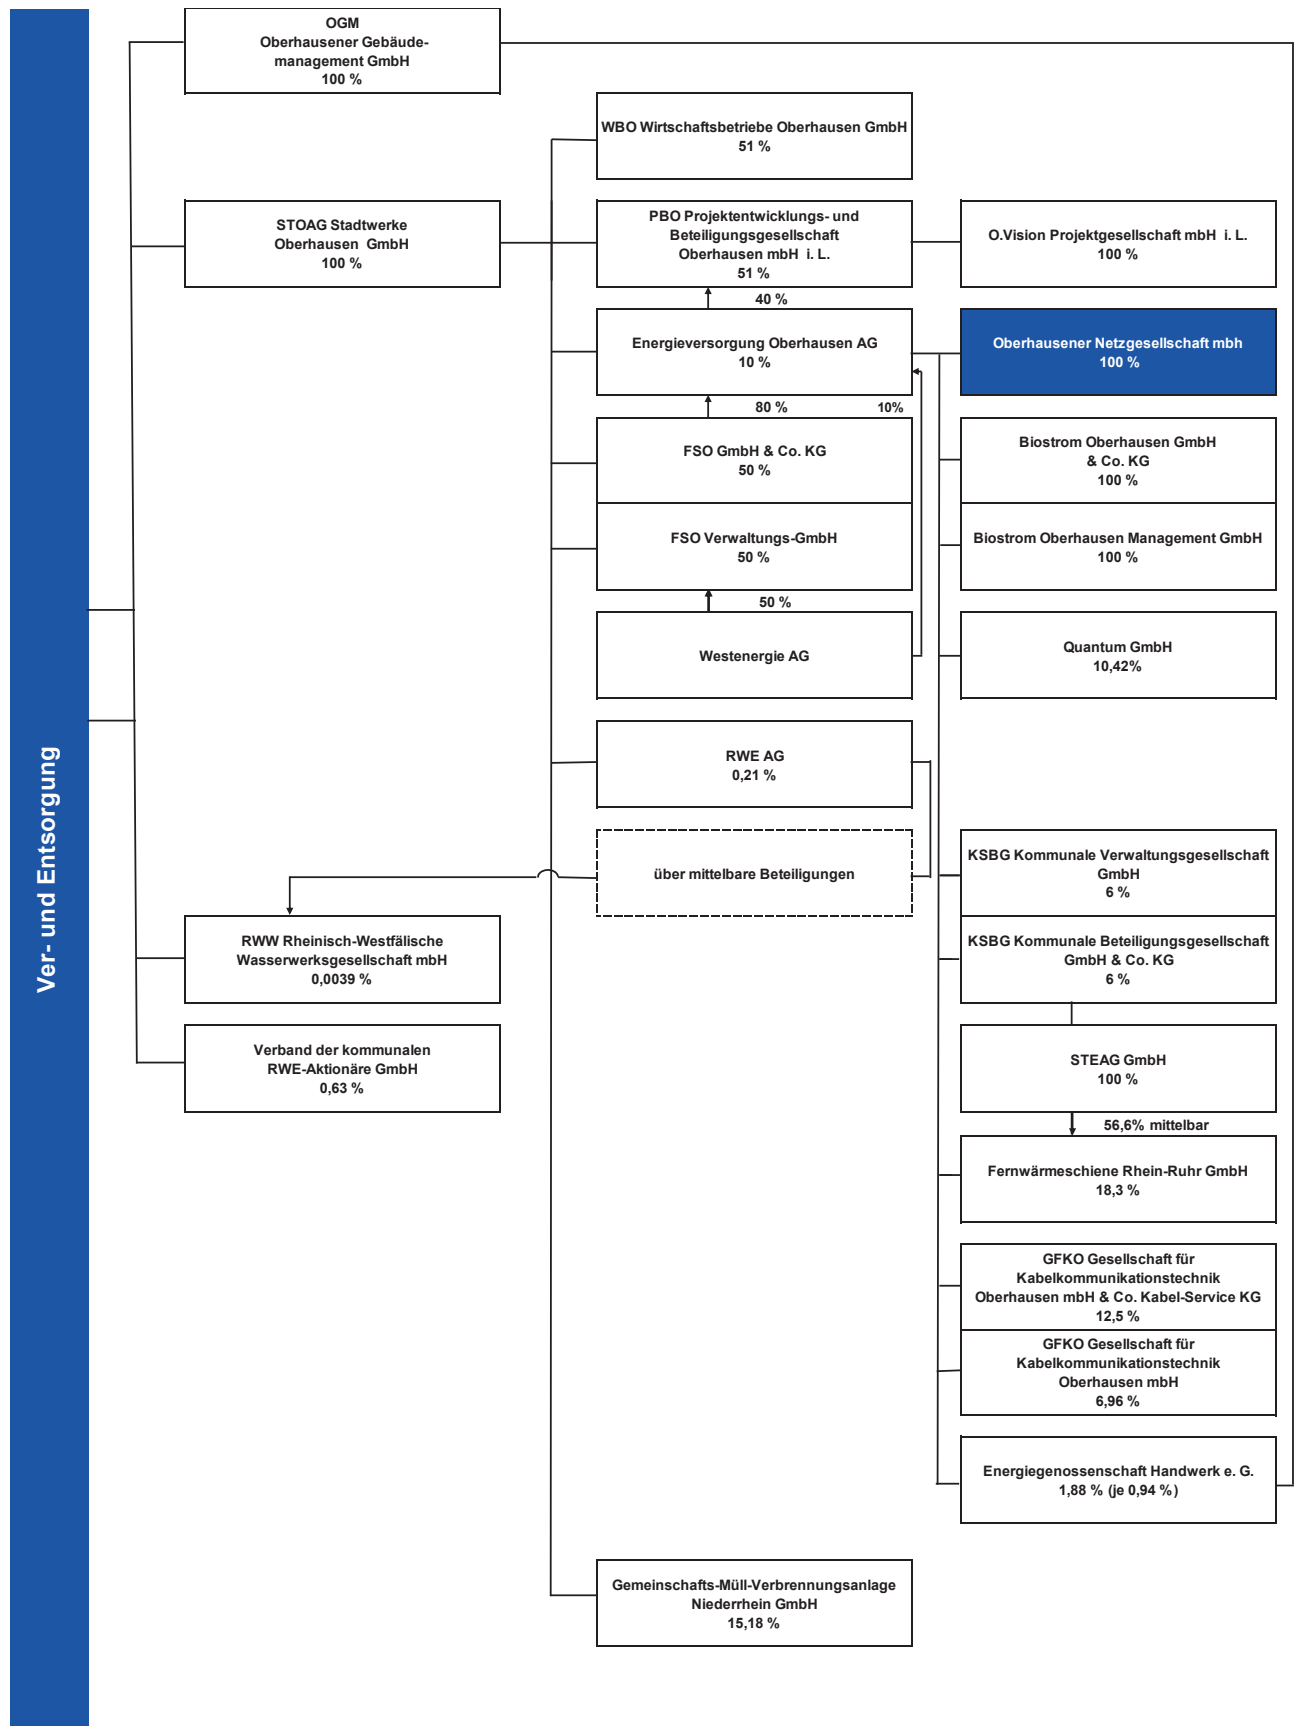 Ver- und Entsorgung
OGM
Oberhausener Gebäude-
management GmbH
100 %
WBO Wirtschaftsbetriebe Oberhausen GmbH
51 %
STOAG Stadtwerke
Oberhausen GmbH
100 %
PBO Projektentwicklungs- und
Beteiligungsgesellschaft
Oberhausen mbH i. L.
51 %
O.Vision Projektgesellschaft mbH i. L.
100 %
40 %
Energieversorgung Oberhausen AG
10 %
Oberhausener Netzgesellschaft mbh
100 %
80 %
10%
FSO GmbH & Co. KG
50 %
Biostrom Oberhausen GmbH
& Co. KG
100 %
FSO Verwaltungs-GmbH
50 %
Biostrom Oberhausen Management GmbH
100 %
50 %
Westenergie AG
Quantum GmbH
10,42%
RWE AG
0,21 %
über mittelbare Beteiligungen
KSBG Kommunale Verwaltungsgesellschaft
GmbH
6 %
RWW Rheinisch-Westfälische
Wasserwerksgesellschaft mbH
0,0039 %
KSBG Kommunale Beteiligungsgesellschaft
GmbH & Co. KG
6 %
Verband der kommunalen
RWE-Aktionäre GmbH
0,63 %
STEAG GmbH
100 %
56,6% mittelbar
Fernwärmeschiene Rhein-Ruhr GmbH
18,3 %
GFKO Gesellschaft für
Kabelkommunikationstechnik
Oberhausen mbH & Co. Kabel-Service KG
12,5 %
GFKO Gesellschaft für
Kabelkommunikationstechnik
Oberhausen mbH
6,96 %
Energiegenossenschaft Handwerk e. G.
1,88 % (je 0,94 %)
Gemeinschafts-Müll-Verbrennungsanlage
Niederrhein GmbH
15,18 %